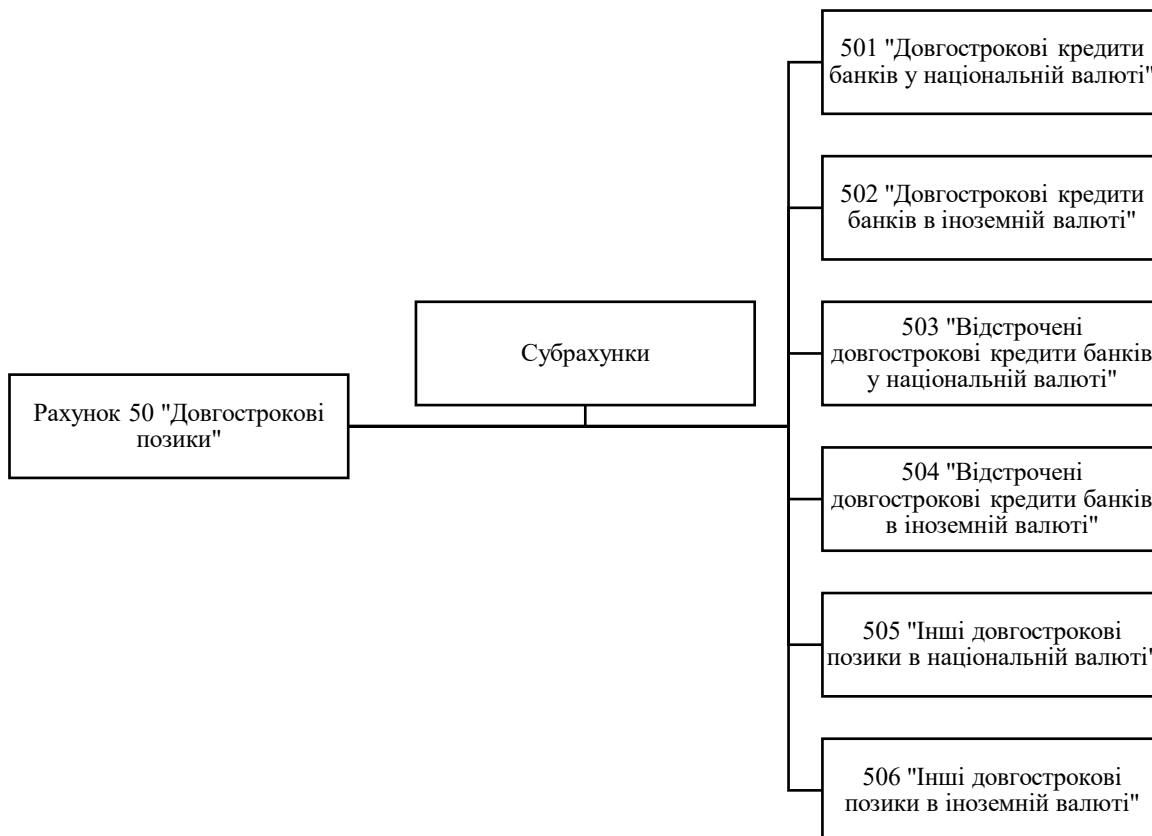 Рахунок 50 "Довгострокові
позики"
Субрахунки
501 "Довгострокові кредити
банків у національній валюті"
502 "Довгострокові кредити
банків в іноземній валюті"
503 "Відстрочені
довгострокові кредити банків
у національній валюті"
504 "Відстрочені
довгострокові кредити банків
в іноземній валюті"
505 "Інші довгострокові
позики в національній валюті"
506 "Інші довгострокові
позики в іноземній валюті"